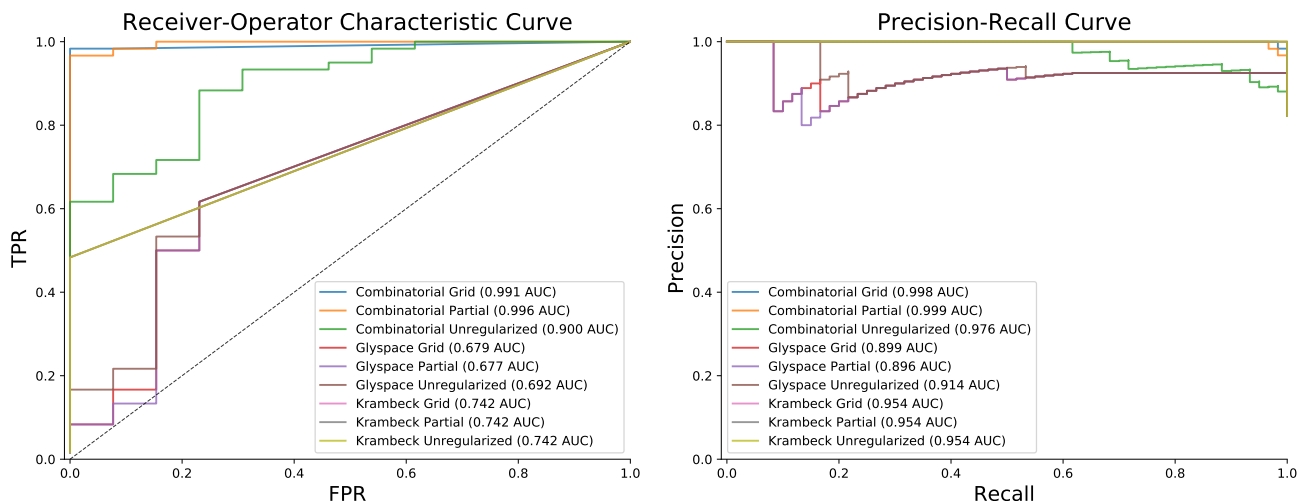 Receiver-Operator Characteristic Curve
1.0
0.8
0.6
0.4
0.2
0.0
TPR
0.0 0.2 0.4 0.6 0.8 1.0
FPR
Combinatorial Grid (0.991 AUC)
Combinatorial Partial (0.996 AUC)
Combinatorial Unregularized (0.900 AUC)
Glyspace Grid (0.679 AUC)
Glyspace Partial (0.677 AUC)
Glyspace Unregularized (0.692 AUC)
Krambeck Grid (0.742 AUC)
Krambeck Partial (0.742 AUC)
Krambeck Unregularized (0.742 AUC)
Precision-Recall Curve
1.0
0.8
0.6
0.4
0.2
0.0
Precision
0.0 0.2 0.4 0.6 0.8 1.0
Recall
Combinatorial Grid (0.998 AUC)
Combinatorial Partial (0.999 AUC)
Combinatorial Unregularized (0.976 AUC)
Glyspace Grid (0.899 AUC)
Glyspace Partial (0.896 AUC)
Glyspace Unregularized (0.914 AUC)
Krambeck Grid (0.954 AUC)
Krambeck Partial (0.954 AUC)
Krambeck Unregularized (0.954 AUC)